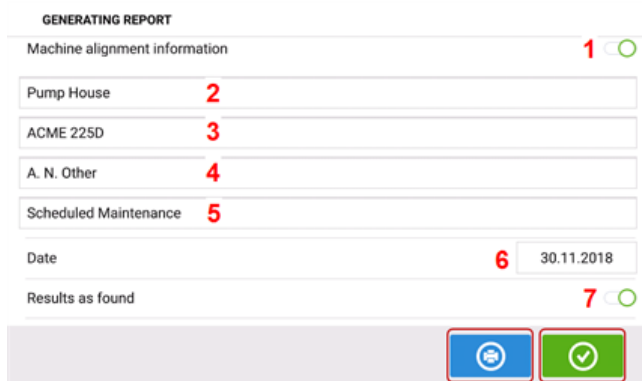 GENERATING REPORT
Machine alignment information 1
Pump House 2
ACME 225D 3
A. N. Other 4
Scheduled Maintenance 5
Date 6 30.11.2018
Results as found 7